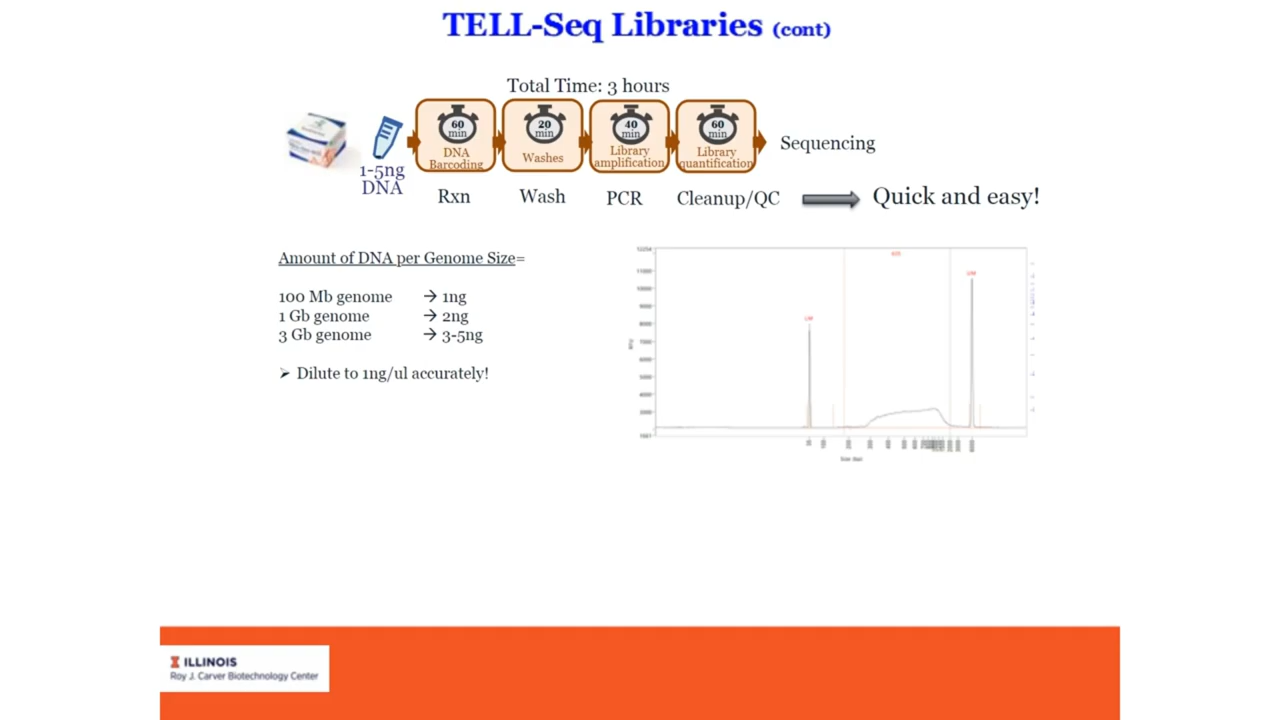 TELL-Seq Libraries (cont)
Total Time: 3 hours
60 min
DNA Barcoding
20 min
Washes
40 min
Library amplification
60 min
Library quantification
Sequencing
1-5ng
DNA
Rxn
Wash
PCR
Cleanup/QC
Quick and easy!
Amount of DNA per Genome Size=
100 Mb genome → 1ng
1 Gb genome → 2ng
3 Gb genome → 3-5ng
➢ Dilute to 1ng/ul accurately!
ILLINOIS
Roy J. Carver Biotechnology Center